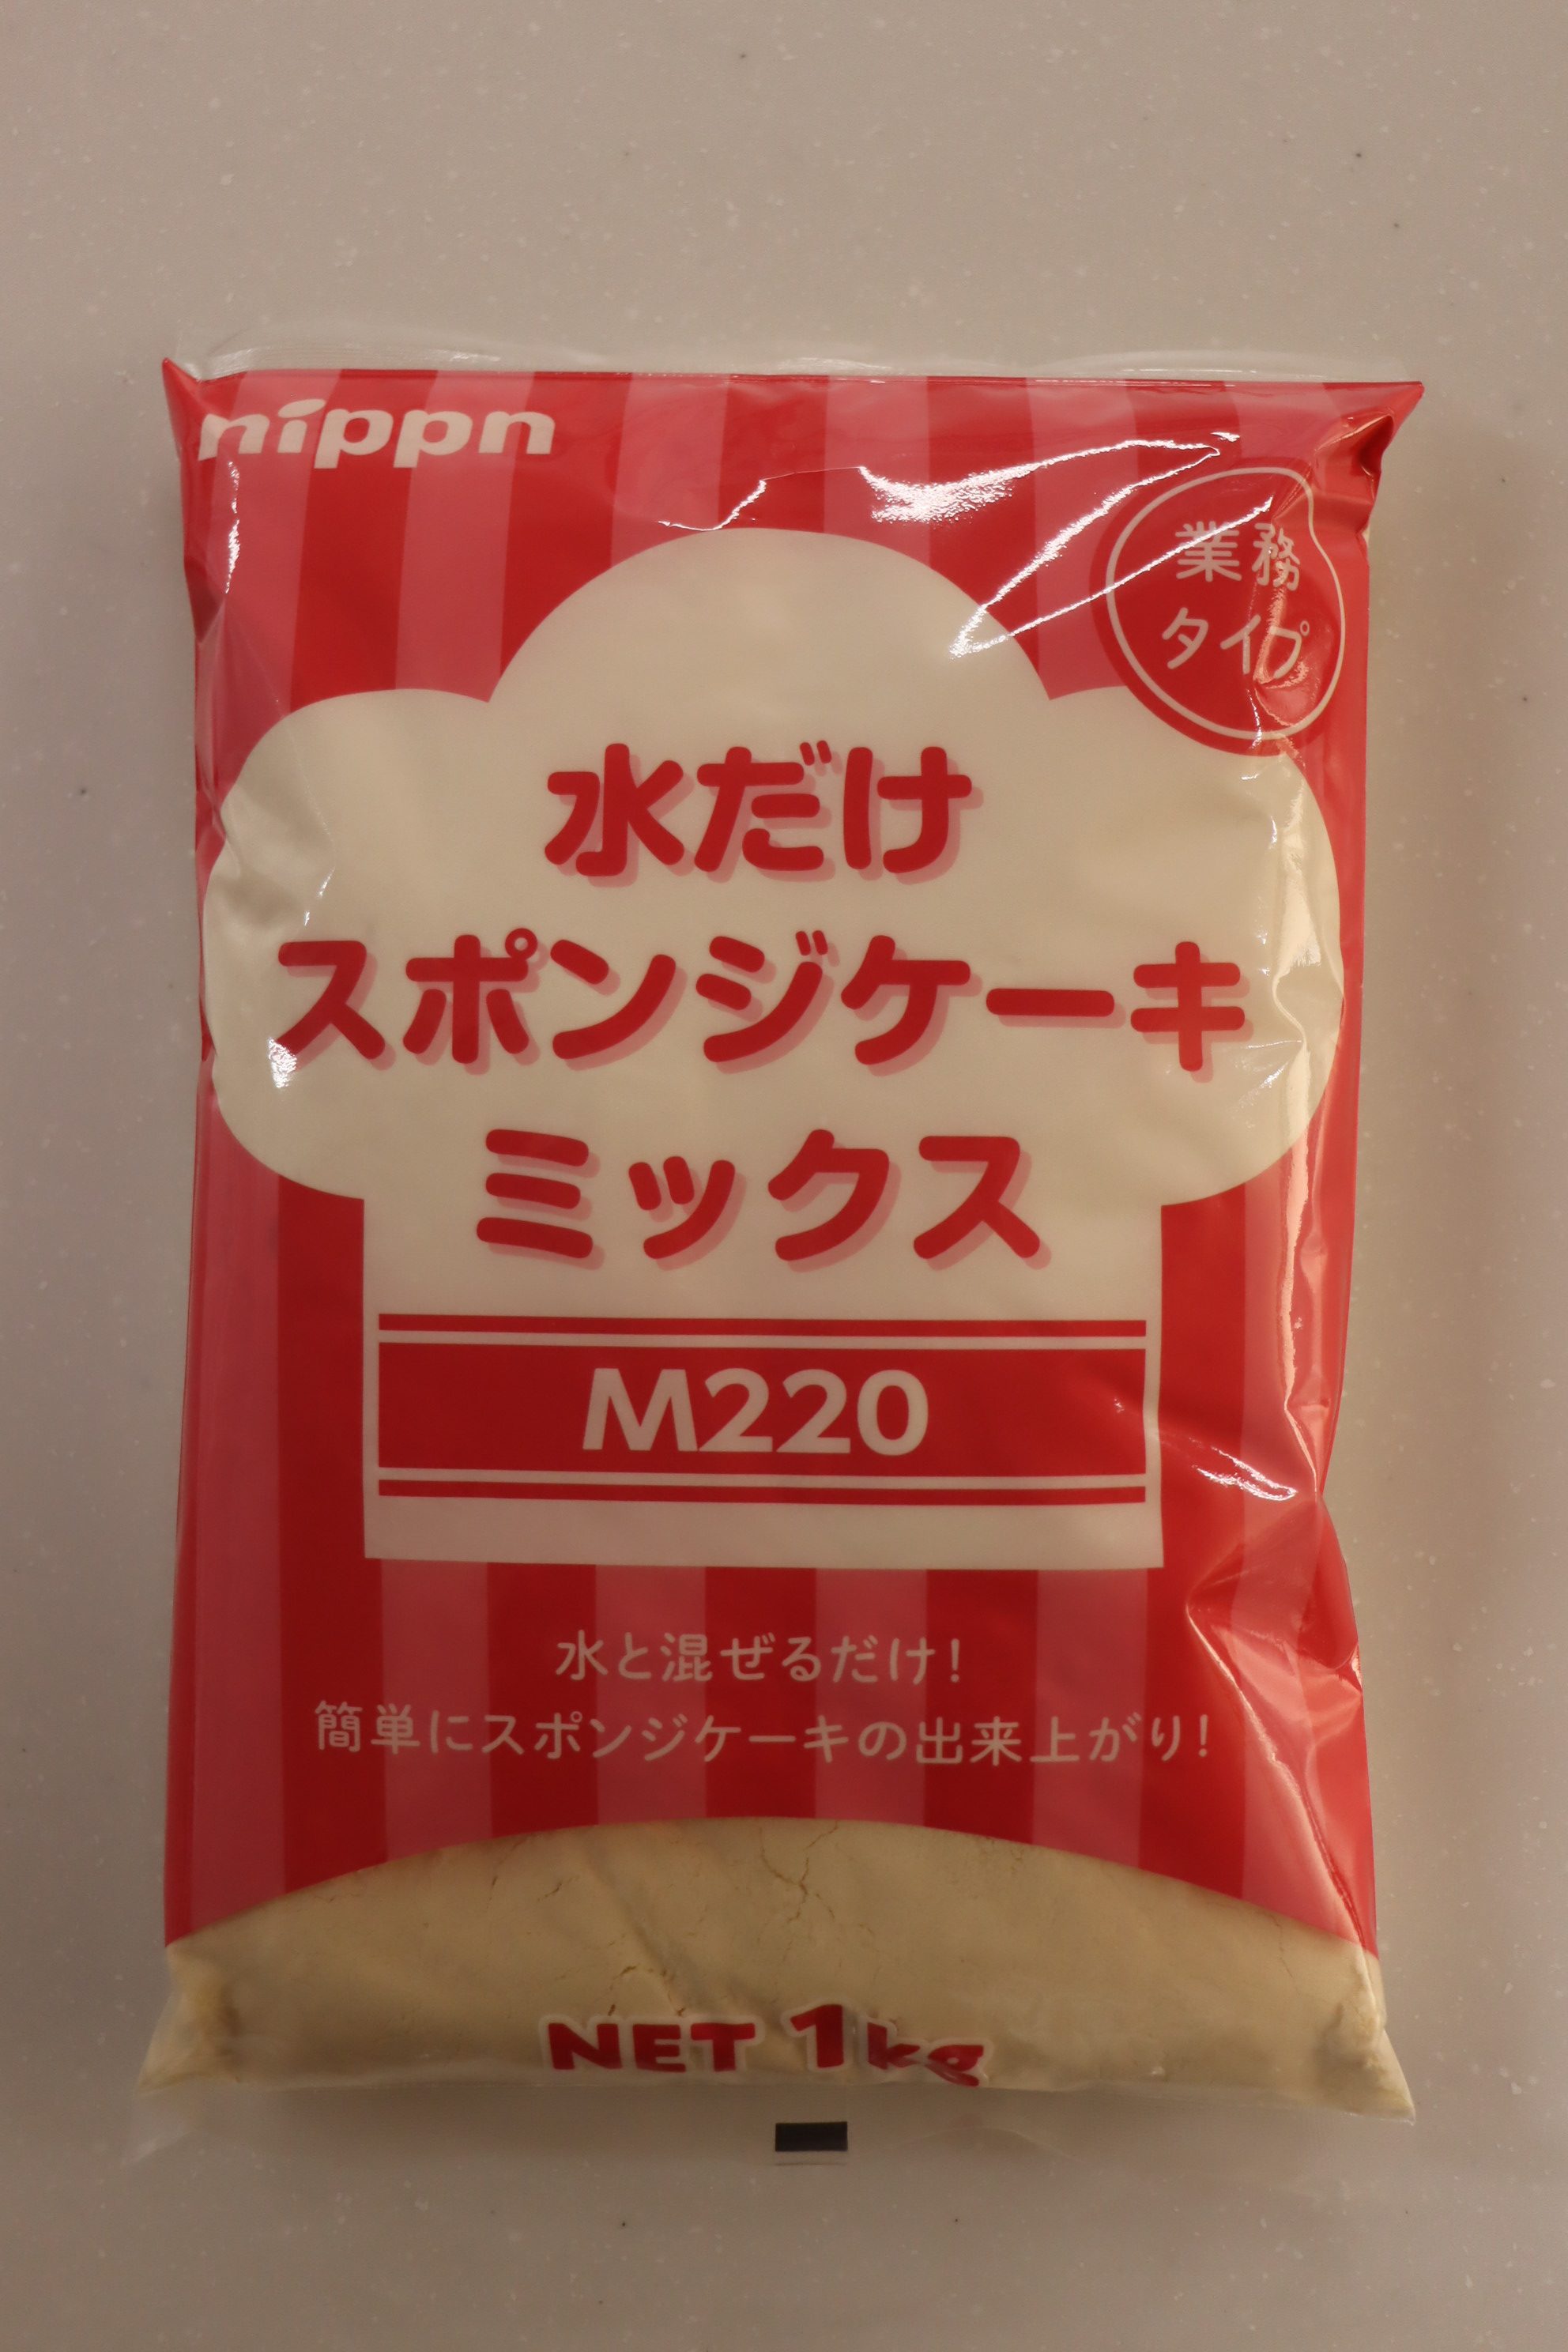 nippn
業務
タイプ
水だけ
スポンジケーキ
ミックス
M220
水と混ぜるだけ！
簡単にスポンジケーキの出来上がり！
NET 1kg